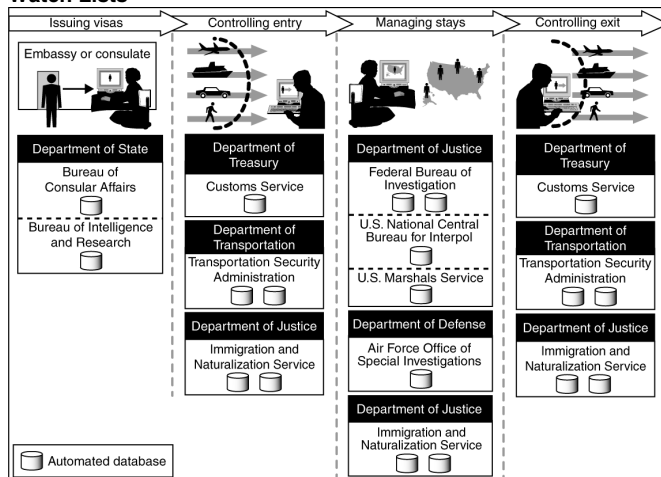 Watch Lists
Issuing visas
Controlling entry
Managing stays
Controlling exit
Embassy or consulate
Department of State
Bureau of
Consular Affairs
Bureau of Intelligence
and Research
Department of
Treasury
Customs Service
Department of
Transportation
Transportation Security
Administration
Department of Justice
Immigration and
Naturalization Service
Department of Justice
Federal Bureau of
Investigation
U.S. National Central
Bureau for Interpol
U.S. Marshals Service
Department of Defense
Air Force Office of
Special Investigations
Department of Justice
Immigration and
Naturalization Service
Department of
Treasury
Customs Service
Department of
Transportation
Transportation Security
Administration
Department of Justice
Immigration and
Naturalization Service
Automated database